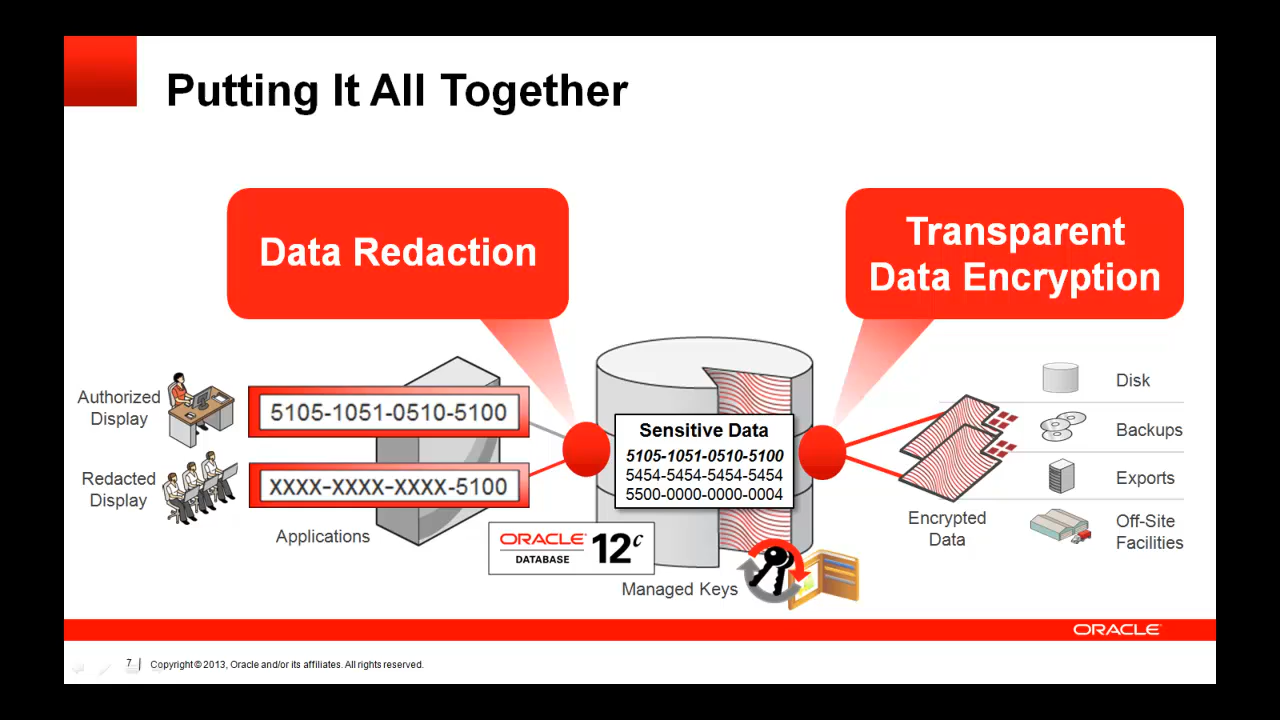 Putting It All Together
Data Redaction
Transparent
Data Encryption
Authorized
Display
5105-1051-0510-5100
Redacted
Display
XXXX-XXXX-XXXX-5100
Applications
Sensitive Data
5105-1051-0510-5100
5454-5454-5454-5454
5500-0000-0000-0004
ORACLE
DATABASE
12c
Managed Keys
Encrypted
Data
Disk
Backups
Exports
Off-Site
Facilities
ORACLE
7 | Copyright © 2013, Oracle and/or its affiliates. All rights reserved.